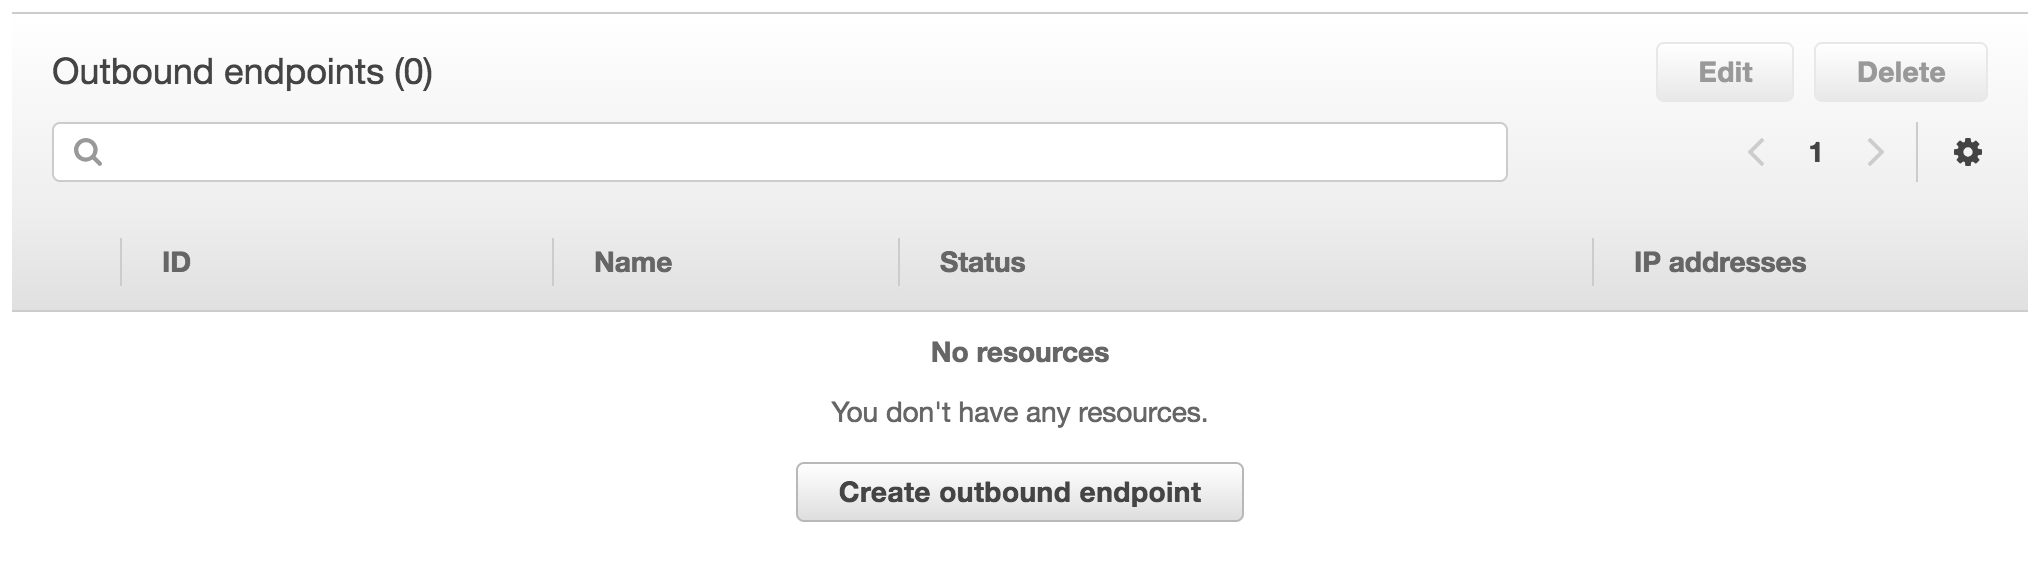 Outbound endpoints (0)
Edit
Delete
1
ID
Name
Status
IP addresses
No resources
You don't have any resources.
Create outbound endpoint